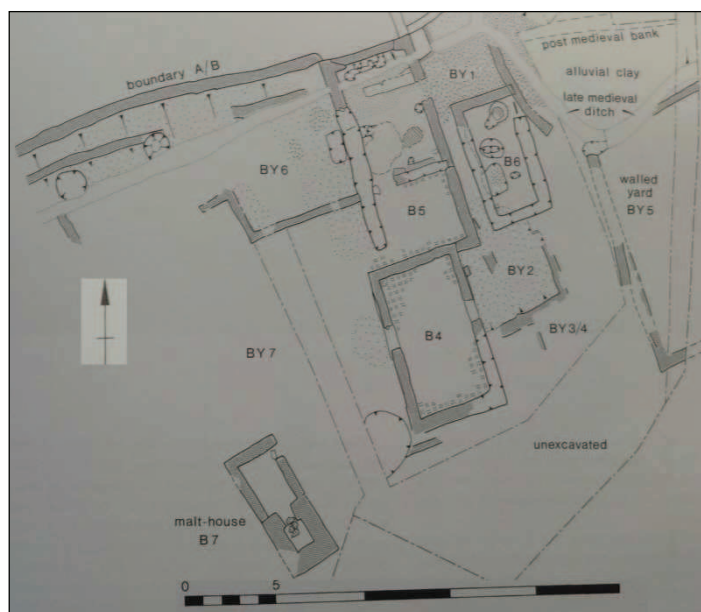 boundary A/B
post medieval bank
alluvial clay
late medieval
ditch
BY1
B6
walled
yard
BY5
BY6
B5
BY2
BY3/4
BY7
B4
unexcavated
malt-house
B7
0 5